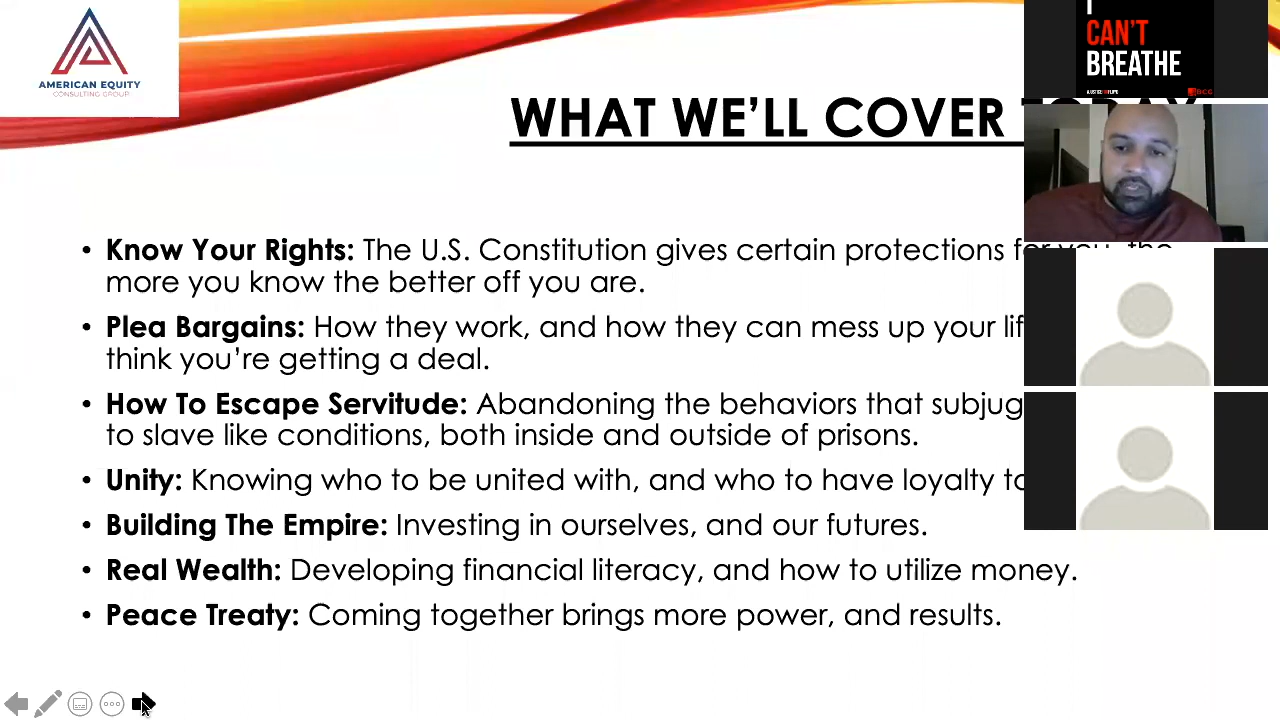 AMERICAN EQUITY
CONSULTING GROUP
CAN'T
BREATHE
BCG
WHAT WE'LL COVER
• Know Your Rights: The U.S. Constitution gives certain protections for you, the
more you know the better off you are.
• Plea Bargains: How they work, and how they can mess up your
think you're getting a deal.
• How To Escape Servitude: Abandoning the behaviors that
to slave like conditions, both inside and outside of prisons.
• Unity: Knowing who to be united with, and who to have loyalty
• Building The Empire: Investing in ourselves, and our futures.
• Real Wealth: Developing financial literacy, and how to utilize money.
• Peace Treaty: Coming together brings more power, and results.